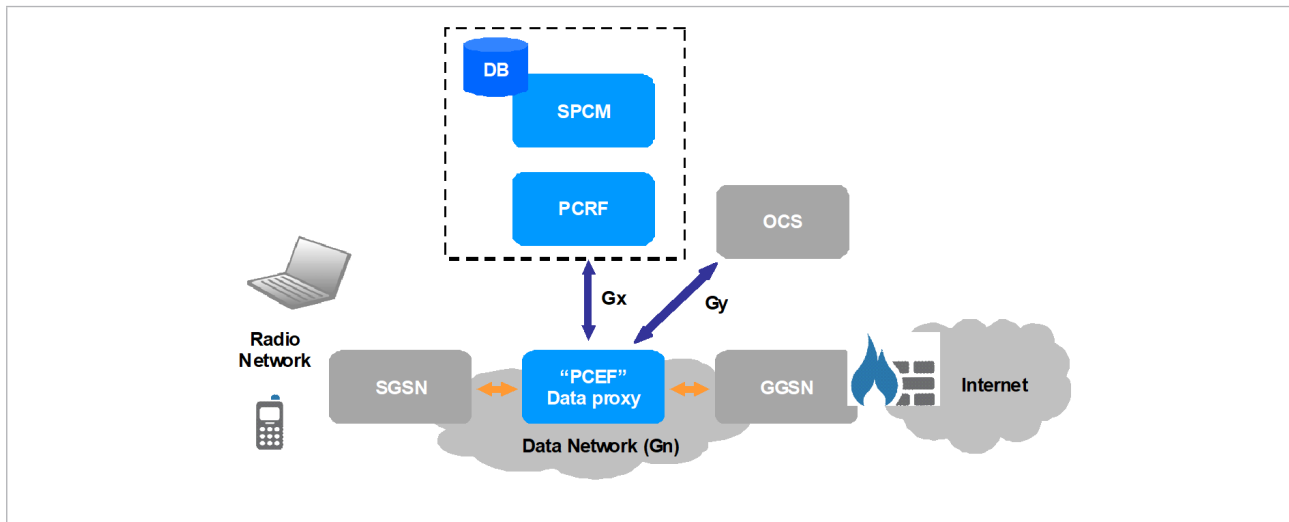 DB
SPCM
PCRF
OCS
Gx
Gy
Radio
Network
SGSN
“PCEF”
Data proxy
GGSN
Internet
Data Network (Gn)